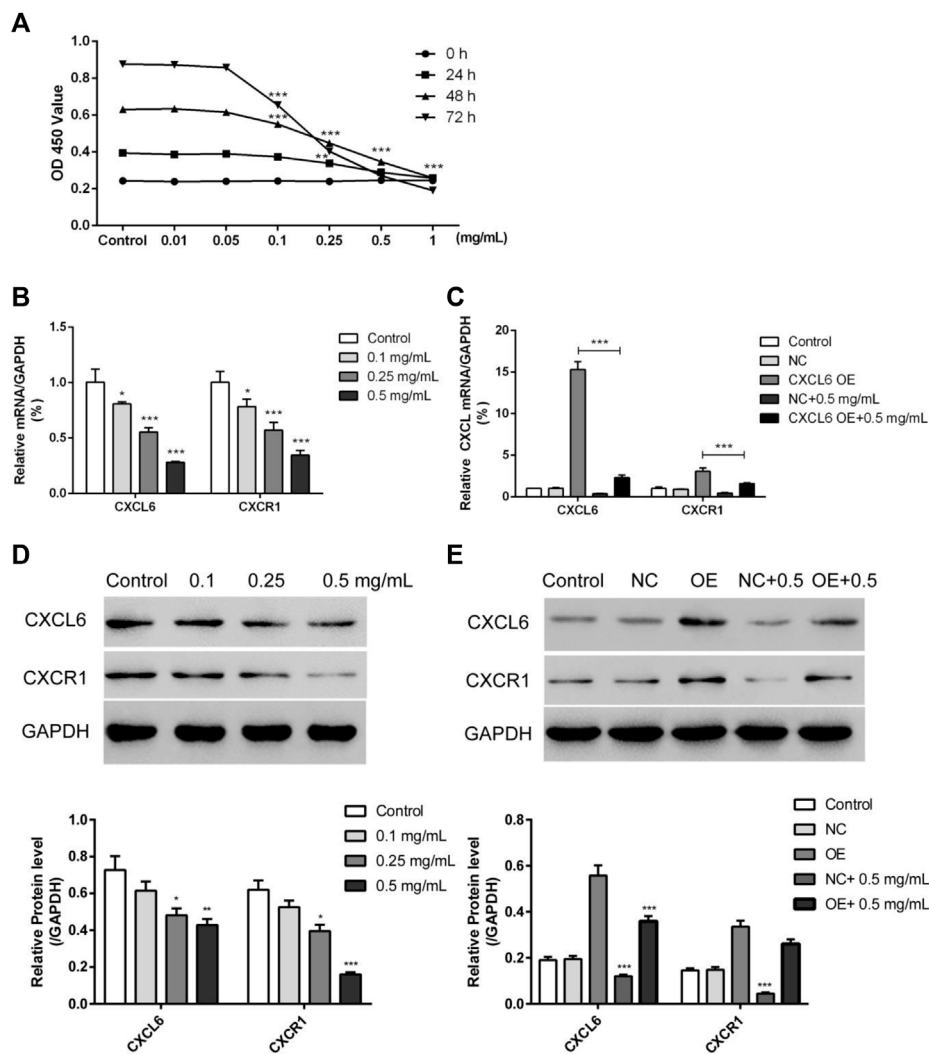 A
OD 450 Value
1.0
0.8
0.6
0.4
0.2
0.0
0 h
24 h
48 h
72 h
***
***
***
**
***
***
Control 0.01 0.05 0.1 0.25 0.5 1 (mg/mL)
B
Relative mRNA/GAPDH
(%)
1.5
1.0
0.5
0.0
Control
0.1 mg/mL
0.25 mg/mL
0.5 mg/mL
* *** *** * *** ***
CXCL6 CXCR1
C
Relative CXCL mRNA/GAPDH
(%)
20
15
10
5
0
Control
NC
CXCL6 OE
NC+0.5 mg/mL
CXCL6 OE+0.5 mg/mL
***
***
CXCL6 CXCR1
D
Control 0.1 0.25 0.5 mg/mL
CXCL6
CXCR1
GAPDH
Relative Protein level
(/GAPDH)
1.0
0.8
0.6
0.4
0.2
0.0
Control
0.1 mg/mL
0.25 mg/mL
0.5 mg/mL
* ** * ***
CXCL6 CXCR1
E
Control NC OE NC+0.5 OE+0.5
CXCL6
CXCR1
GAPDH
Relative Protein level
(/GAPDH)
0.8
0.6
0.4
0.2
0.0
Control
NC
OE
NC+ 0.5 mg/mL
OE+ 0.5 mg/mL
*** *** ***
CXCL6 CXCR1